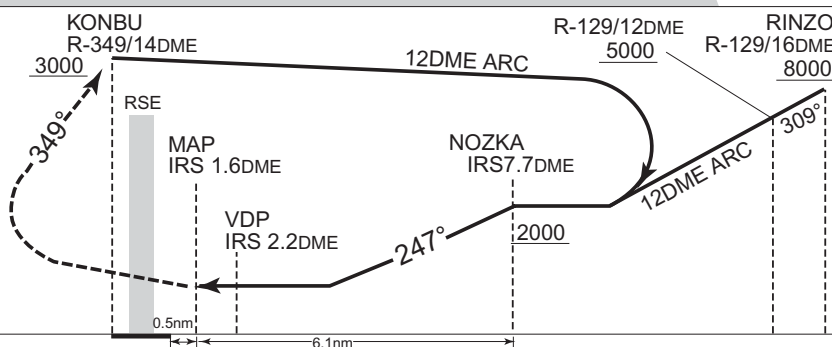 KONBU
R-349/14DME
3000
RSE
349°
MAP
IRS 1.6DME
VDP
IRS 2.2DME
12DME ARC
NOZKA
IRS7.7DME
247°
2000
R-129/12DME
5000
RINZO
R-129/16DME
8000
309°
12DME ARC
0.5nm
6.1nm